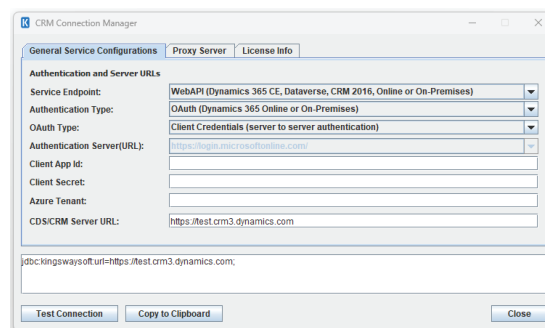 CRM Connection Manager
General Service Configurations Proxy Server License Info
Authentication and Server URLs
Service Endpoint: WebAPI (Dynamics 365 CE, Dataverse, CRM 2016, Online or On-Premises)
Authentication Type: OAuth (Dynamics 365 Online or On-Premises)
OAuth Type: Client Credentials (server to server authentication)
Authentication Server(URL): https://login.microsoftonline.com/
Client App Id:
Client Secret:
Azure Tenant:
CDS/CRM Server URL: https://test.crm3.dynamics.com
jdbc:kingswaysoft:url=https://test.crm3.dynamics.com;
Test Connection Copy to Clipboard Close